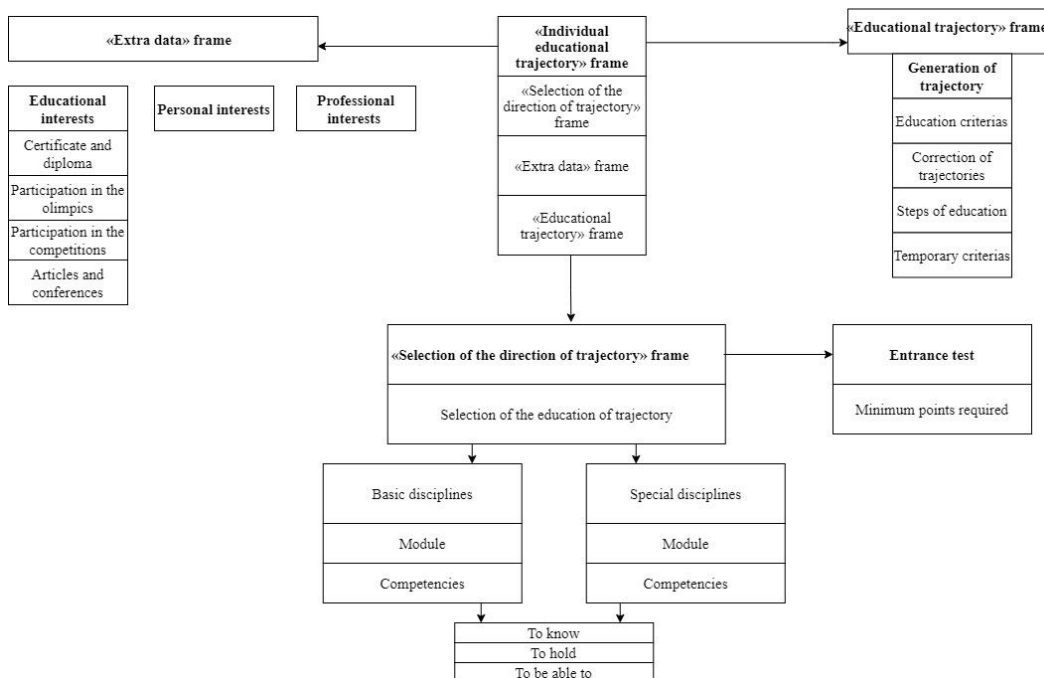 «Extra data» frame
«Individual
educational
trajectory» frame
«Educational trajectory» frame
«Selection of the
direction of trajectory»
frame
«Extra data» frame
«Educational
trajectory» frame
Generation of
trajectory
Education criterias
Correction of
trajectories
Steps of education
Temporary criterias
Educational
interests
Certificate and
diploma
Participation in the
olimpics
Participation in the
competitions
Articles and
conferences
Personal interests
Professional
interests
«Selection of the direction of trajectory» frame
Selection of the education of trajectory
Entrance test
Minimum points required
Basic disciplines
Module
Competencies
Special disciplines
Module
Competencies
To know
To hold
To be able to